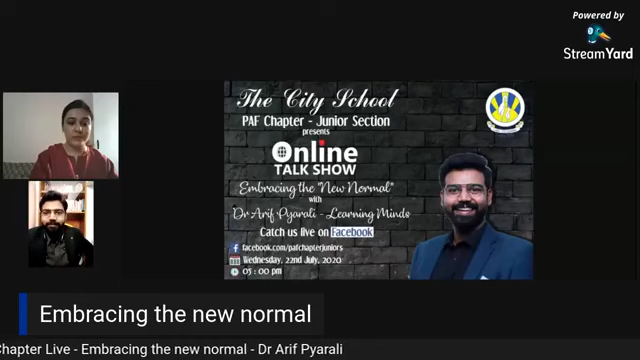 Powered by
StreamYard
The City School
PAF Chapter - Junior Section
presents
Online
TALK SHOW
Embracing the "New Normal"
with
Dr Arif Pyarali - Learning Minds
Catch us live on Facebook
facebook.com/pafchapterjuniors
Wednesday, 22nd July, 2020
05 : 00 pm
Embracing the new normal
Chapter Live - Embracing the new normal - Dr Arif Pyarali